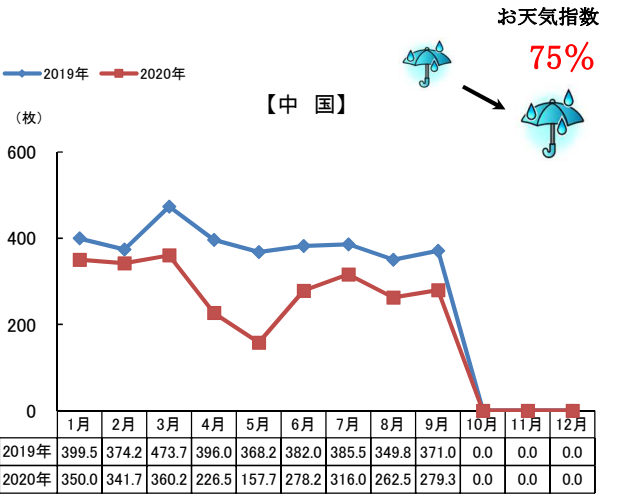 お天気指数
75%
2019年 2020年
【中 国】
（枚）
600
400
200
0
1月 2月 3月 4月 5月 6月 7月 8月 9月 10月 11月 12月
2019年 399.5 374.2 473.7 396.0 368.2 382.0 385.5 349.8 371.0 0.0 0.0 0.0
2020年 350.0 341.7 360.2 226.5 157.7 278.2 316.0 262.5 279.3 0.0 0.0 0.0